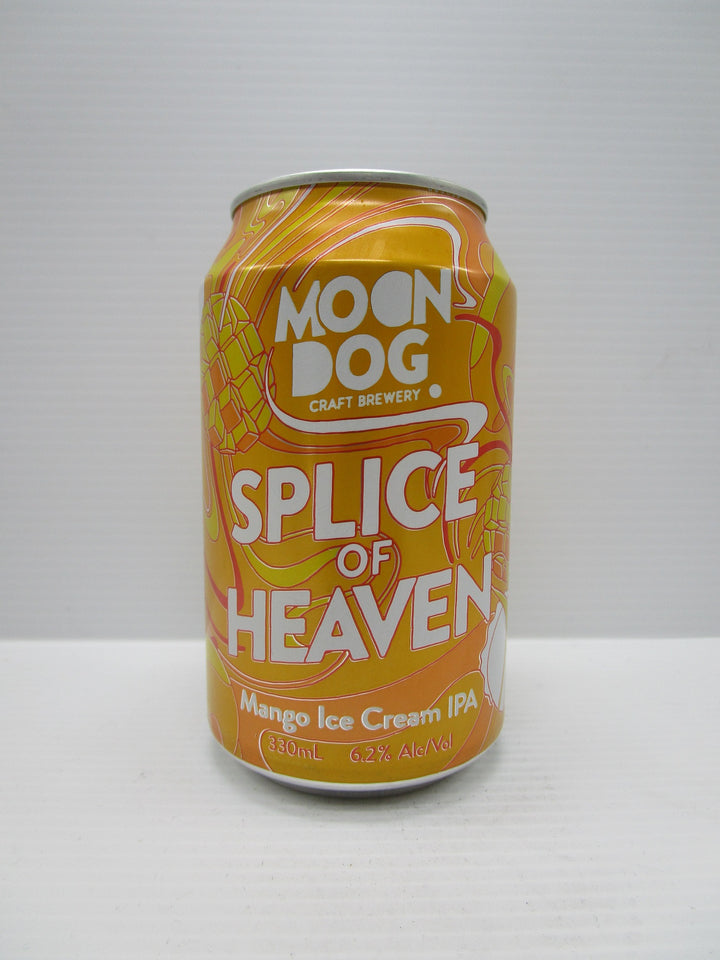 MOON
DOG
CRAFT BREWERY
SPLICE
OF
HEAVEN
Mango Ice Cream IPA
330mL 6.2% Alc/Vol